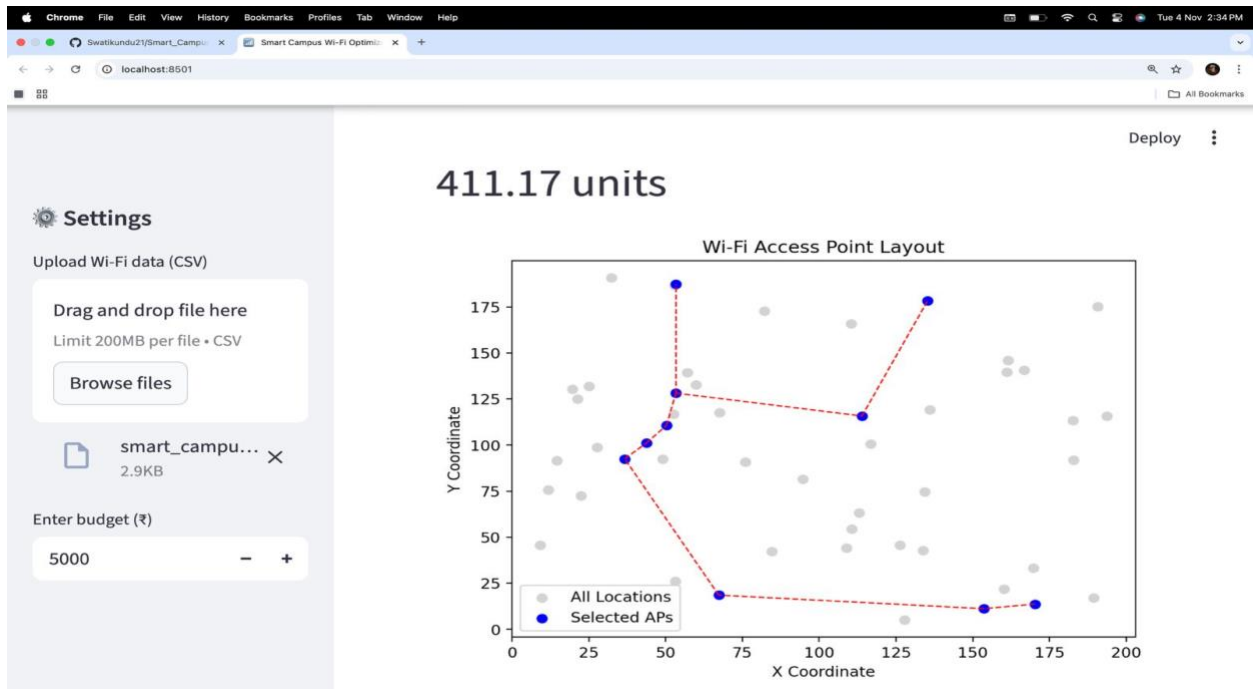 Chrome File Edit View History Bookmarks Profiles Tab Window Help Tue 4 Nov 2:34 PM
Swatikundu21/Smart_Campu Smart Campus Wi-Fi Optimiz
localhost:8501
All Bookmarks
Deploy
411.17 units
Settings
Upload Wi-Fi data (CSV)
Drag and drop file here
Limit 200MB per file • CSV
Browse files
smart_campu...
2.9KB
Enter budget (₹)
5000 − +
Wi-Fi Access Point Layout
Y Coordinate
175
150
125
100
75
50
25
0
All Locations
Selected APs
0 25 50 75 100 125 150 175 200
X Coordinate